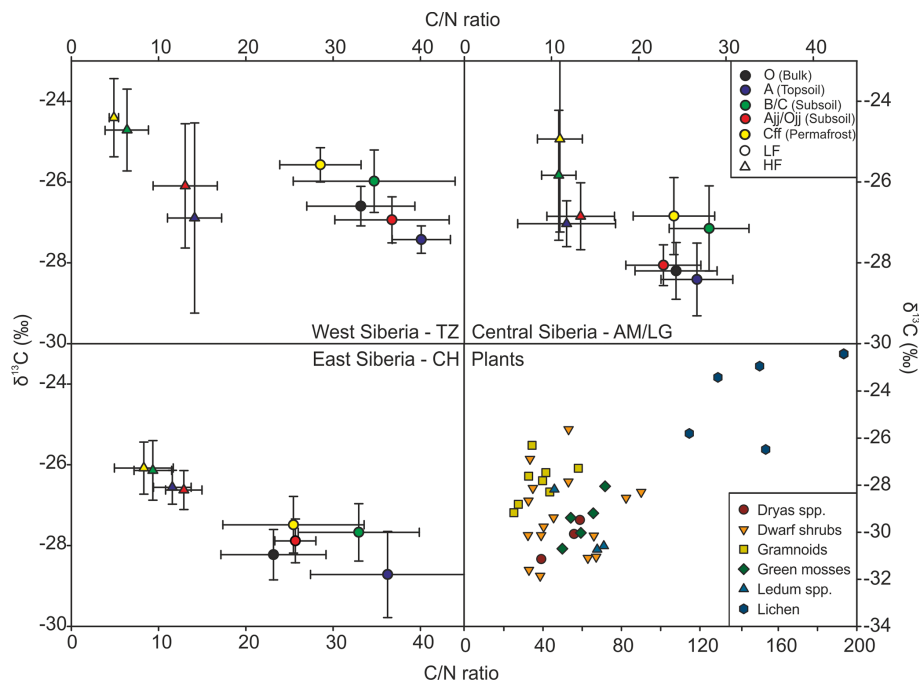 C/N ratio
0 10 20 30 40 0 10 20 30 40
-24 -24
-26 -26
-28 -28
-30 -30
O (Bulk)
A (Topsoil)
B/C (Subsoil)
Ajj/Ojj (Subsoil)
Cff (Permafrost)
LF
HF
West Siberia - TZ
Central Siberia - AM/LG
δ¹³C (‰)
δ¹³C (‰)
East Siberia - CH
Plants
-26 -24
-28 -26
-30 -28
-30
-32
-34
Dryas spp.
Dwarf shrubs
Gramnoids
Green mosses
Ledum spp.
Lichen
0 10 20 30 40 0 40 80 120 160 200
C/N ratio